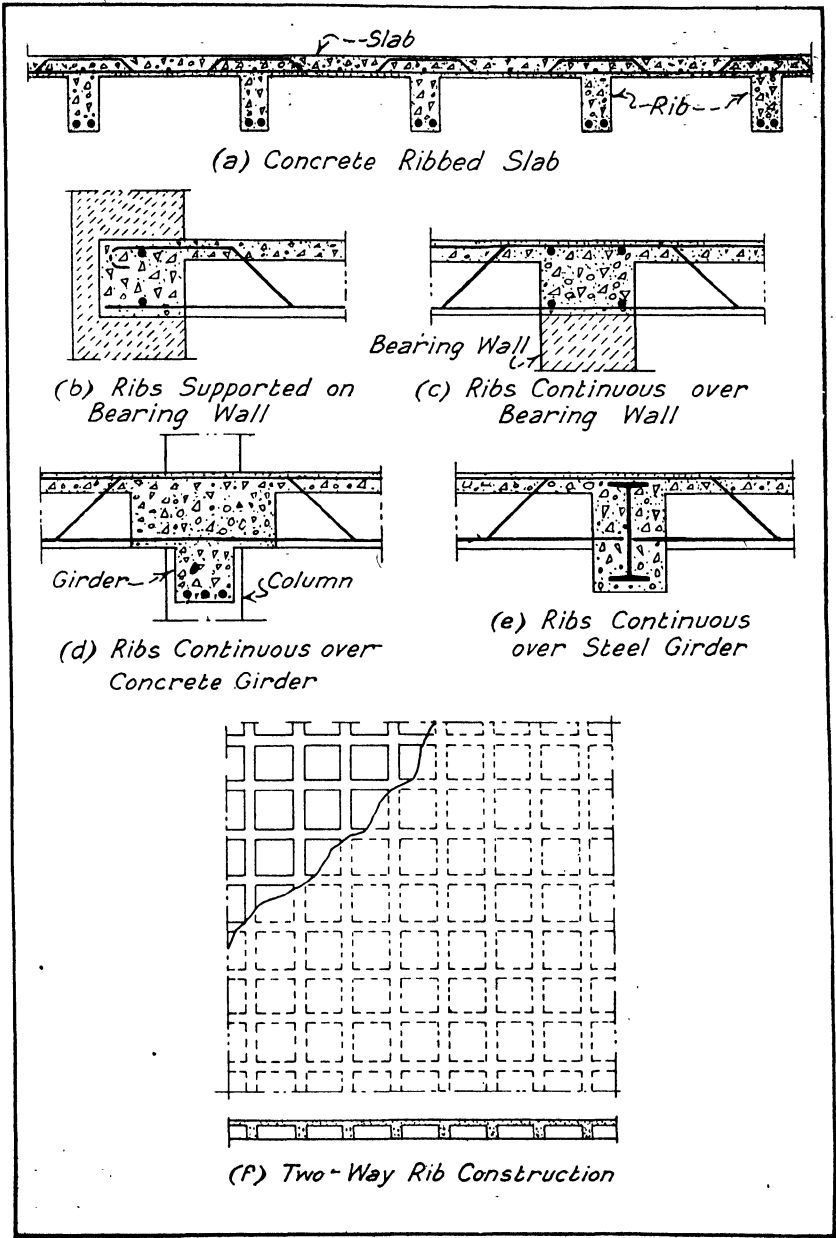 Slab
Rib
(a) Concrete Ribbed Slab
Bearing Wall
(b) Ribs Supported on
Bearing Wall
(c) Ribs Continuous over
Bearing Wall
Girder
Column
(d) Ribs Continuous over
Concrete Girder
(e) Ribs Continuous
over Steel Girder
(f) Two-Way Rib Construction